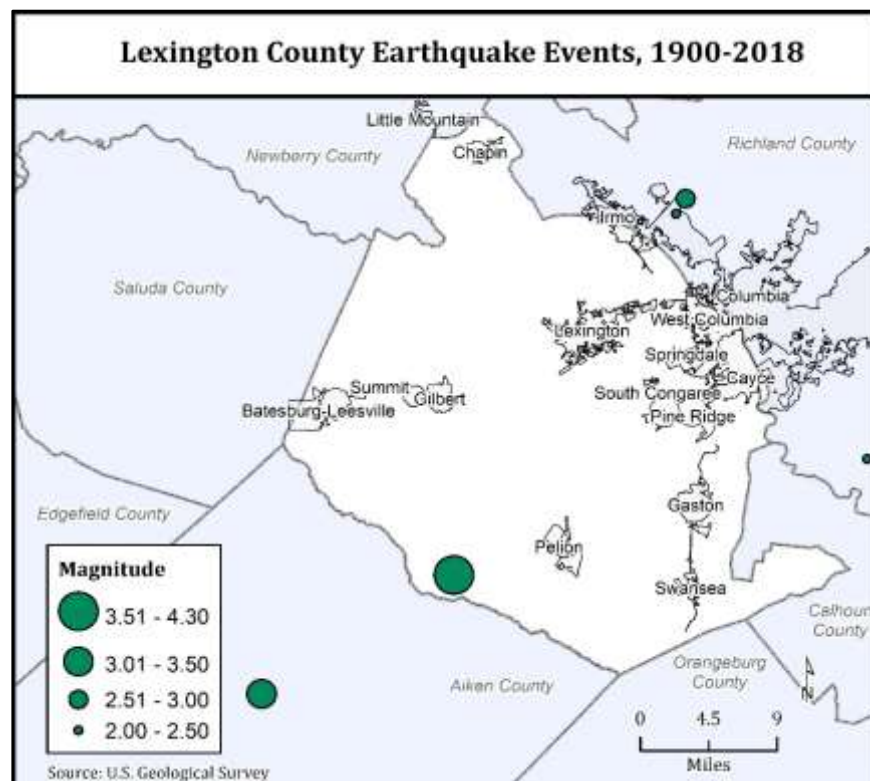 Lexington County Earthquake Events, 1900-2018
Little Mountain
Newberry County
Chapin
Richland County
Irmo
Saluda County
Columbia
West Columbia
Lexington
Springdale
Cayce
Summit
Gilbert
South Congaree
Batesburg-Leesville
Pine Ridge
Edgefield County
Gaston
Pelion
Swansea
Calhoun
County
Orangeburg
County
Aiken County
N
Magnitude
3.51 - 4.30
3.01 - 3.50
2.51 - 3.00
2.00 - 2.50
0 4.5 9
Miles
Source: U.S. Geological Survey